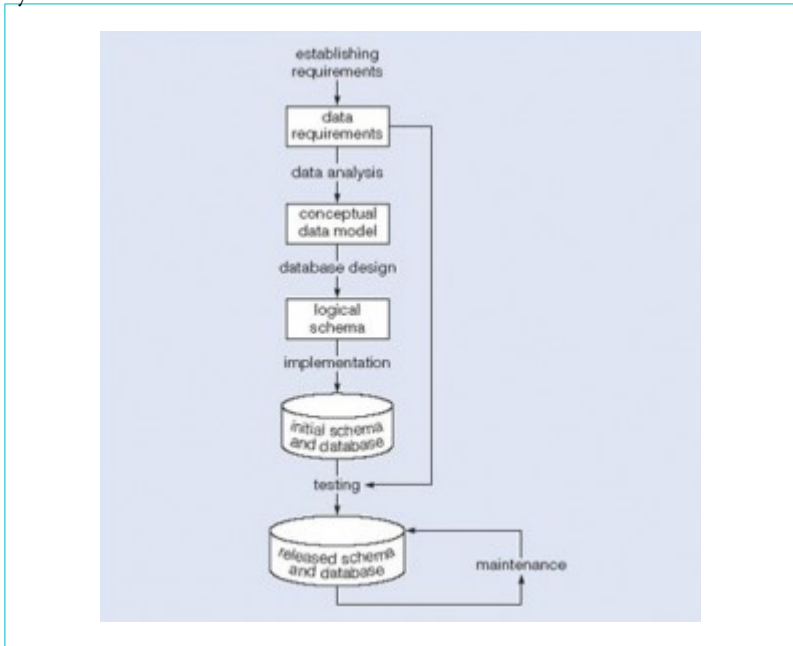 establishing
requirements
data
requirements
data analysis
conceptual
data model
database design
logical
schema
implementation
initial schema
and database
testing
released schema
and database
maintenance